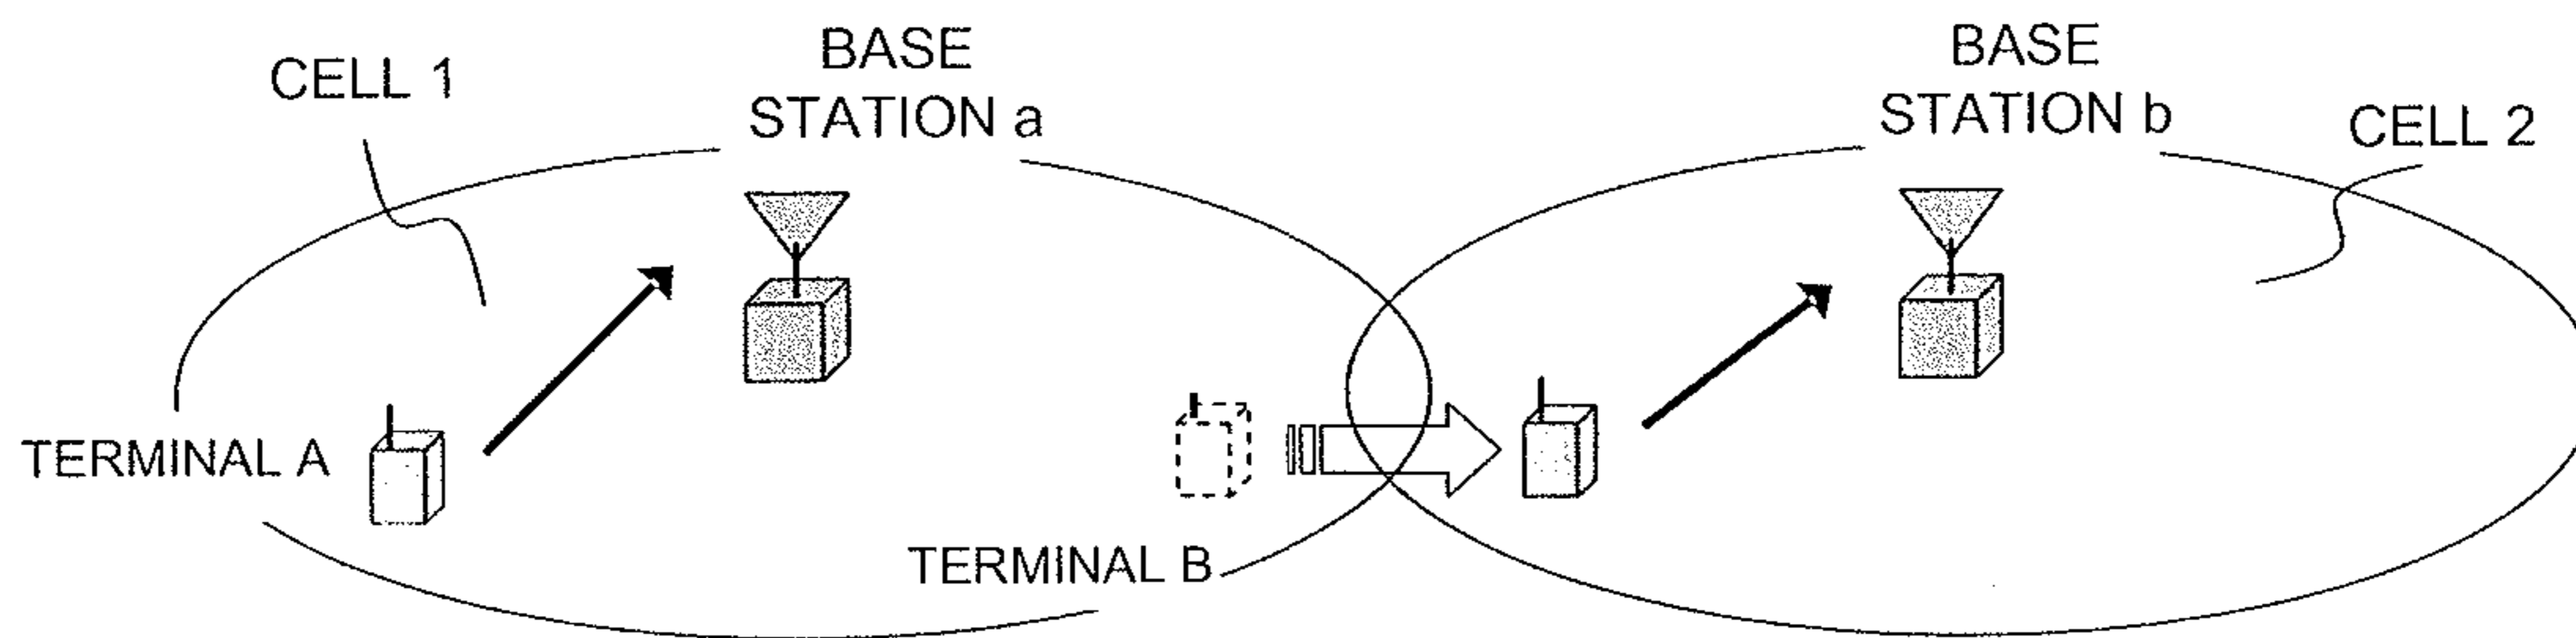 CELL 1
BASE
STATION a
BASE
STATION b
CELL 2
TERMINAL A
TERMINAL B